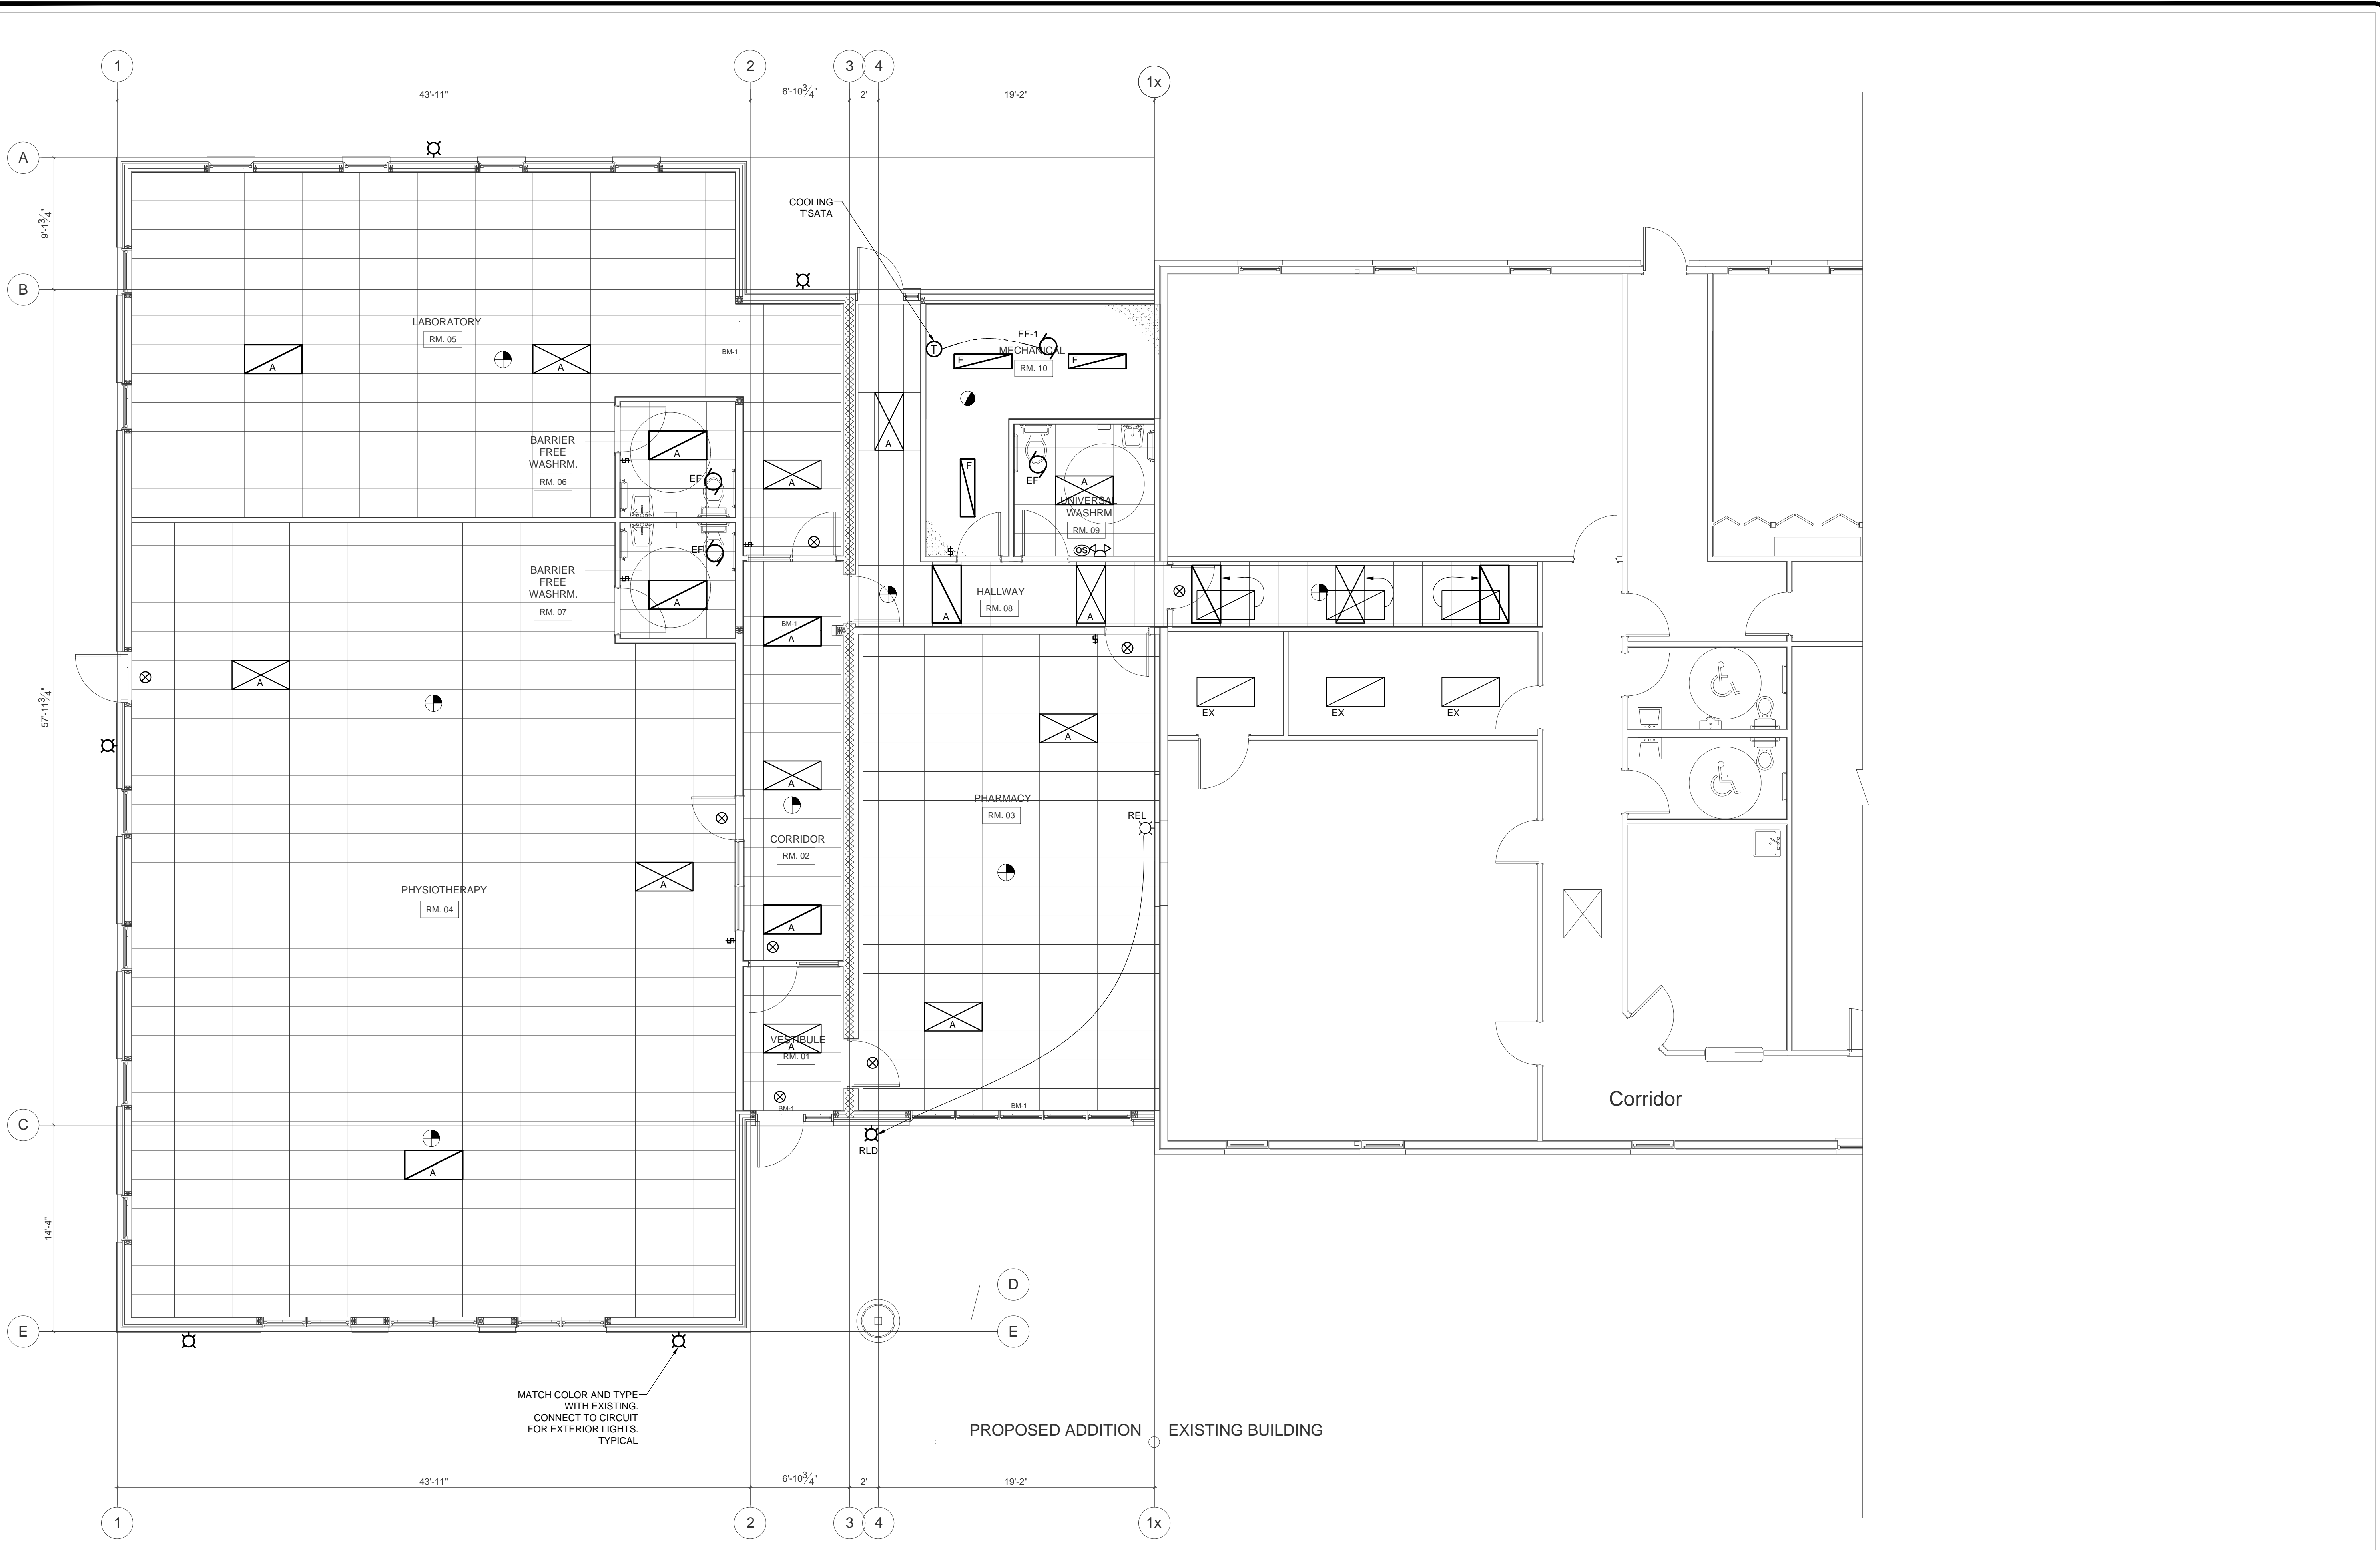 1
2
3
4
1x
43'-11"
6'-10 3/4"
2'
19'-2"
A
B
C
E
9'-1 3/4"
57'-11 3/4"
14'-4"
COOLING
T'SATA
LABORATORY
RM. 05
A
A
BM-1
T
EF-1
MECHANICAL
RM. 10
F
F
F
A
BARRIER
FREE
WASHRM.
RM. 06
A
EF
A
EF
A
UNIVERSAL
WASHRM
RM. 09
OS
$
$
$
EF
BARRIER
FREE
WASHRM.
RM. 07
$
A
$
BM-1
A
HALLWAY
RM. 08
A
A
$
A
A
A
EX
EX
EX
PHARMACY
RM. 03
REL
CORRIDOR
RM. 02
PHYSIOTHERAPY
RM. 04
A
$
A
A
VESTIBULE
A
RM. 01
BM-1
BM-1
RLD
A
Corridor
D
E
MATCH COLOR AND TYPE
WITH EXISTING.
CONNECT TO CIRCUIT
FOR EXTERIOR LIGHTS.
TYPICAL
PROPOSED ADDITION
EXISTING BUILDING
43'-11"
6'-10 3/4"
2'
19'-2"
1
2
3
4
1x